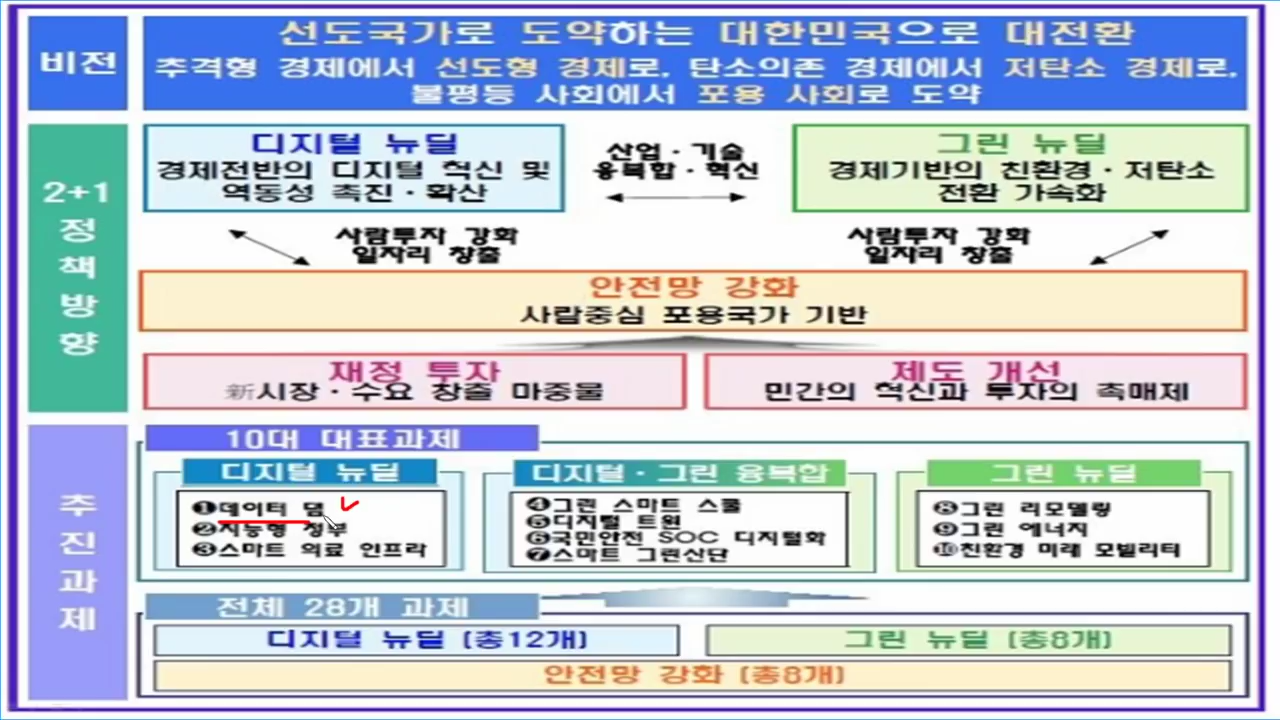 비전
선도국가로 도약하는 대한민국으로 대전환
추격형 경제에서 선도형 경제로, 탄소의존 경제에서 저탄소 경제로,
불평등 사회에서 포용 사회로 도약
2+1
정
책
방
향
디지털 뉴딜
경제전반의 디지털 혁신 및
역동성 촉진·확산
산업·기술
융복합·혁신
그린 뉴딜
경제기반의 친환경·저탄소
전환 가속화
사람투자 강화
일자리 창출
사람투자 강화
일자리 창출
안전망 강화
사람중심 포용국가 기반
재정 투자
新시장·수요 창출 마중물
제도 개선
민간의 혁신과 투자의 촉매제
추
진
과
제
10대 대표과제
디지털 뉴딜
❶데이터 댐
❷지능형 정부
❸스마트 의료 인프라
디지털·그린 융복합
❹그린 스마트 스쿨
❺디지털 트윈
❻국민안전 SOC 디지털화
❼스마트 그린산단
그린 뉴딜
❽그린 리모델링
❾그린 에너지
❿친환경 미래 모빌리티
전체 28개 과제
디지털 뉴딜 (총12개)
그린 뉴딜 (총8개)
안전망 강화 (총8개)